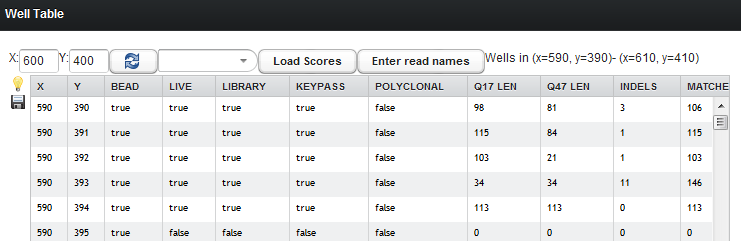 Well Table
X: 600 Y: 400 Load Scores Enter read names Wells in (x=590, y=390)- (x=610, y=410)
X Y BEAD LIVE LIBRARY KEYPASS POLYCLONAL Q17 LEN Q47 LEN INDELS MATCHE
590 390 true true true true false 98 81 3 106
590 391 true true true true false 115 84 1 115
590 392 true true true true false 103 21 1 103
590 393 true true true true false 34 34 11 146
590 394 true true true true false 113 113 0 113
590 395 true false false false false 0 0 0 0